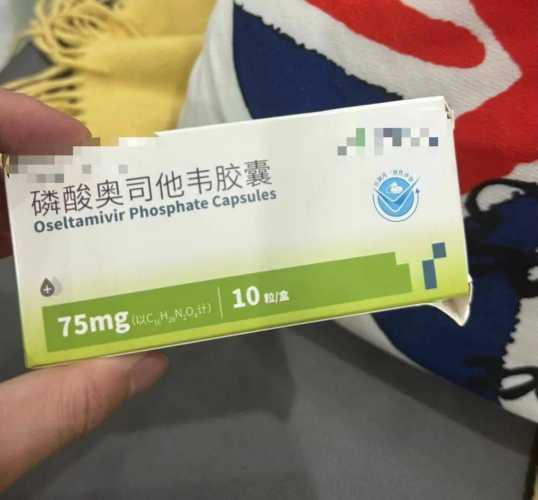 磷酸奥司他韦胶囊
Oseltamivir Phosphate Capsules
75mg(以C₁₆H₂₈N₂O₄计) 10粒/盒